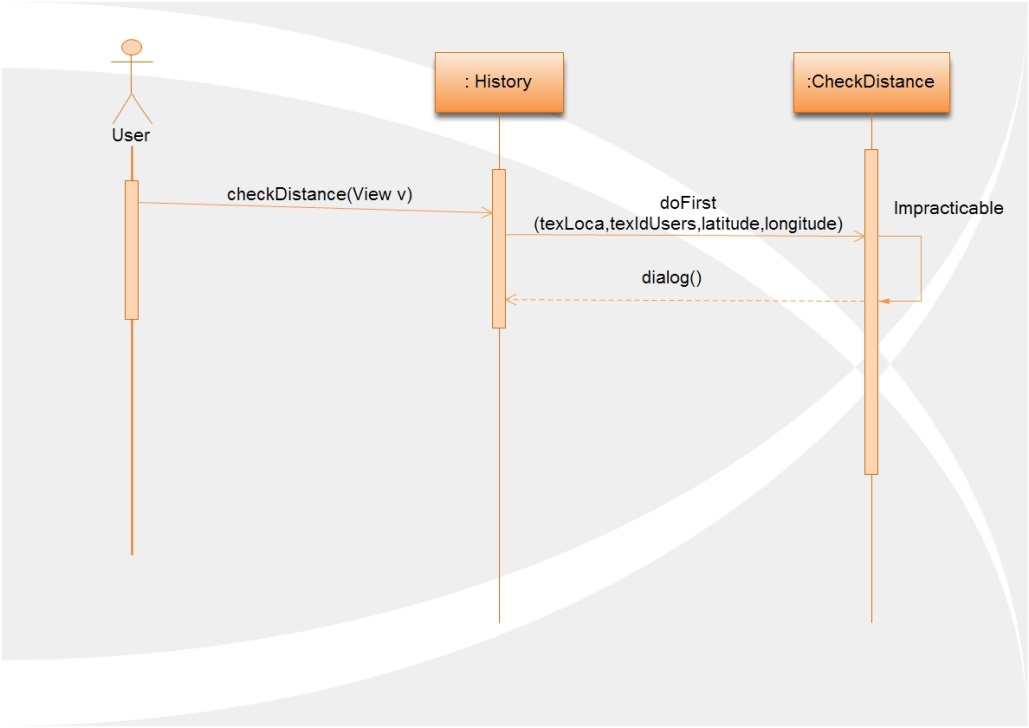 : History
:CheckDistance
User
checkDistance(View v)
doFirst
(texLoca,texIdUsers,latitude,longitude)
Impracticable
dialog()